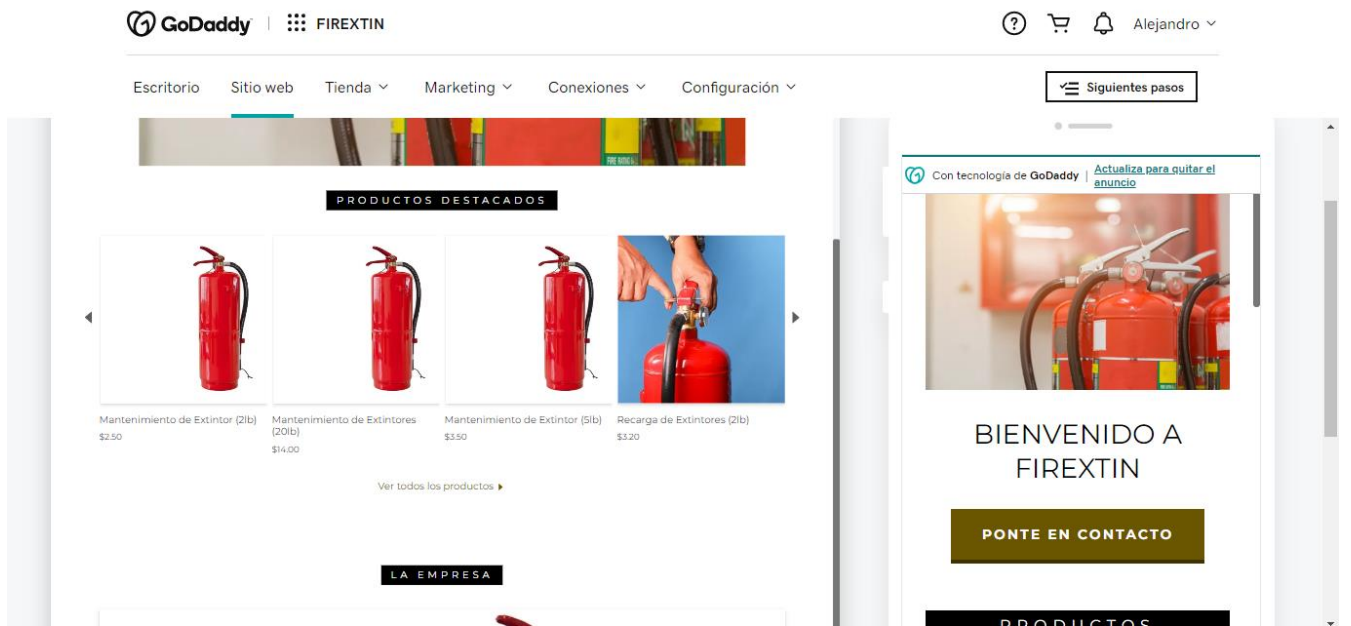 GoDaddy
FIREXTIN
Alejandro
Escritorio
Sitio web
Tienda
Marketing
Conexiones
Configuración
Siguientes pasos
PRODUCTOS DESTACADOS
Mantenimiento de Extintor (2lb)
$2.50
Mantenimiento de Extintores
(20lb)
$14.00
Mantenimiento de Extintor (5lb)
$3.50
Recarga de Extintores (2lb)
$3.20
Ver todos los productos
LA EMPRESA
Con tecnología de GoDaddy | Actualiza para quitar el
anuncio
BIENVENIDO A
FIREXTIN
PONTE EN CONTACTO
PRODUCTOS